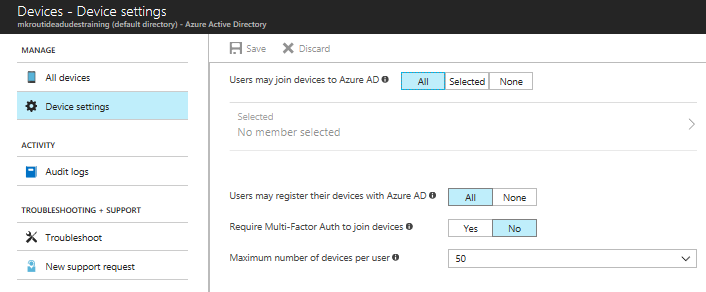 Devices - Device settings
mkroutideadudestraining (default directory) - Azure Active Directory
MANAGE
All devices
Device settings
ACTIVITY
Audit logs
TROUBLESHOOTING + SUPPORT
Troubleshoot
New support request
Save Discard
Users may join devices to Azure AD All Selected None
Selected
No member selected
Users may register their devices with Azure AD All None
Require Multi-Factor Auth to join devices Yes No
Maximum number of devices per user 50